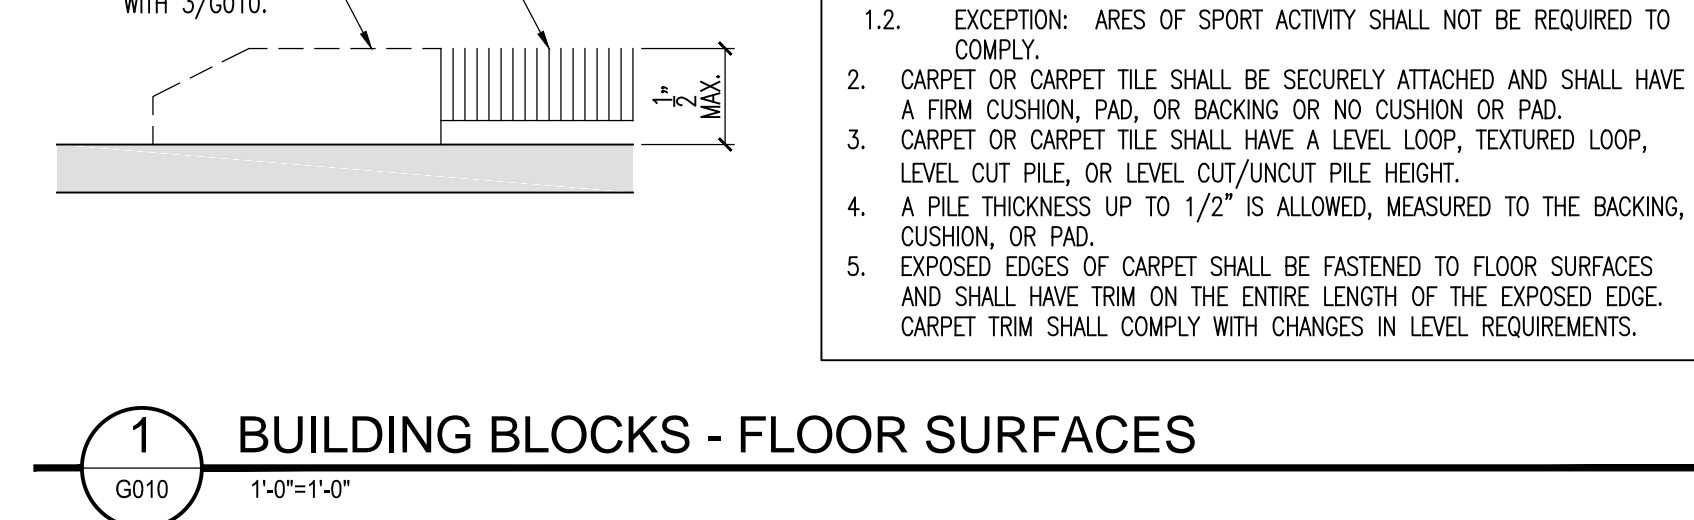 WITH 3/G010.
1"
2
MAX.
1.2. EXCEPTION: ARES OF SPORT ACTIVITY SHALL NOT BE REQUIRED TO
COMPLY.
2. CARPET OR CARPET TILE SHALL BE SECURELY ATTACHED AND SHALL HAVE
A FIRM CUSHION, PAD, OR BACKING OR NO CUSHION OR PAD.
3. CARPET OR CARPET TILE SHALL HAVE A LEVEL LOOP, TEXTURED LOOP,
LEVEL CUT PILE, OR LEVEL CUT/UNCUT PILE HEIGHT.
4. A PILE THICKNESS UP TO 1/2" IS ALLOWED, MEASURED TO THE BACKING,
CUSHION, OR PAD.
5. EXPOSED EDGES OF CARPET SHALL BE FASTENED TO FLOOR SURFACES
AND SHALL HAVE TRIM ON THE ENTIRE LENGTH OF THE EXPOSED EDGE.
CARPET TRIM SHALL COMPLY WITH CHANGES IN LEVEL REQUIREMENTS.
1
BUILDING BLOCKS - FLOOR SURFACES
G010
1'-0"=1'-0"